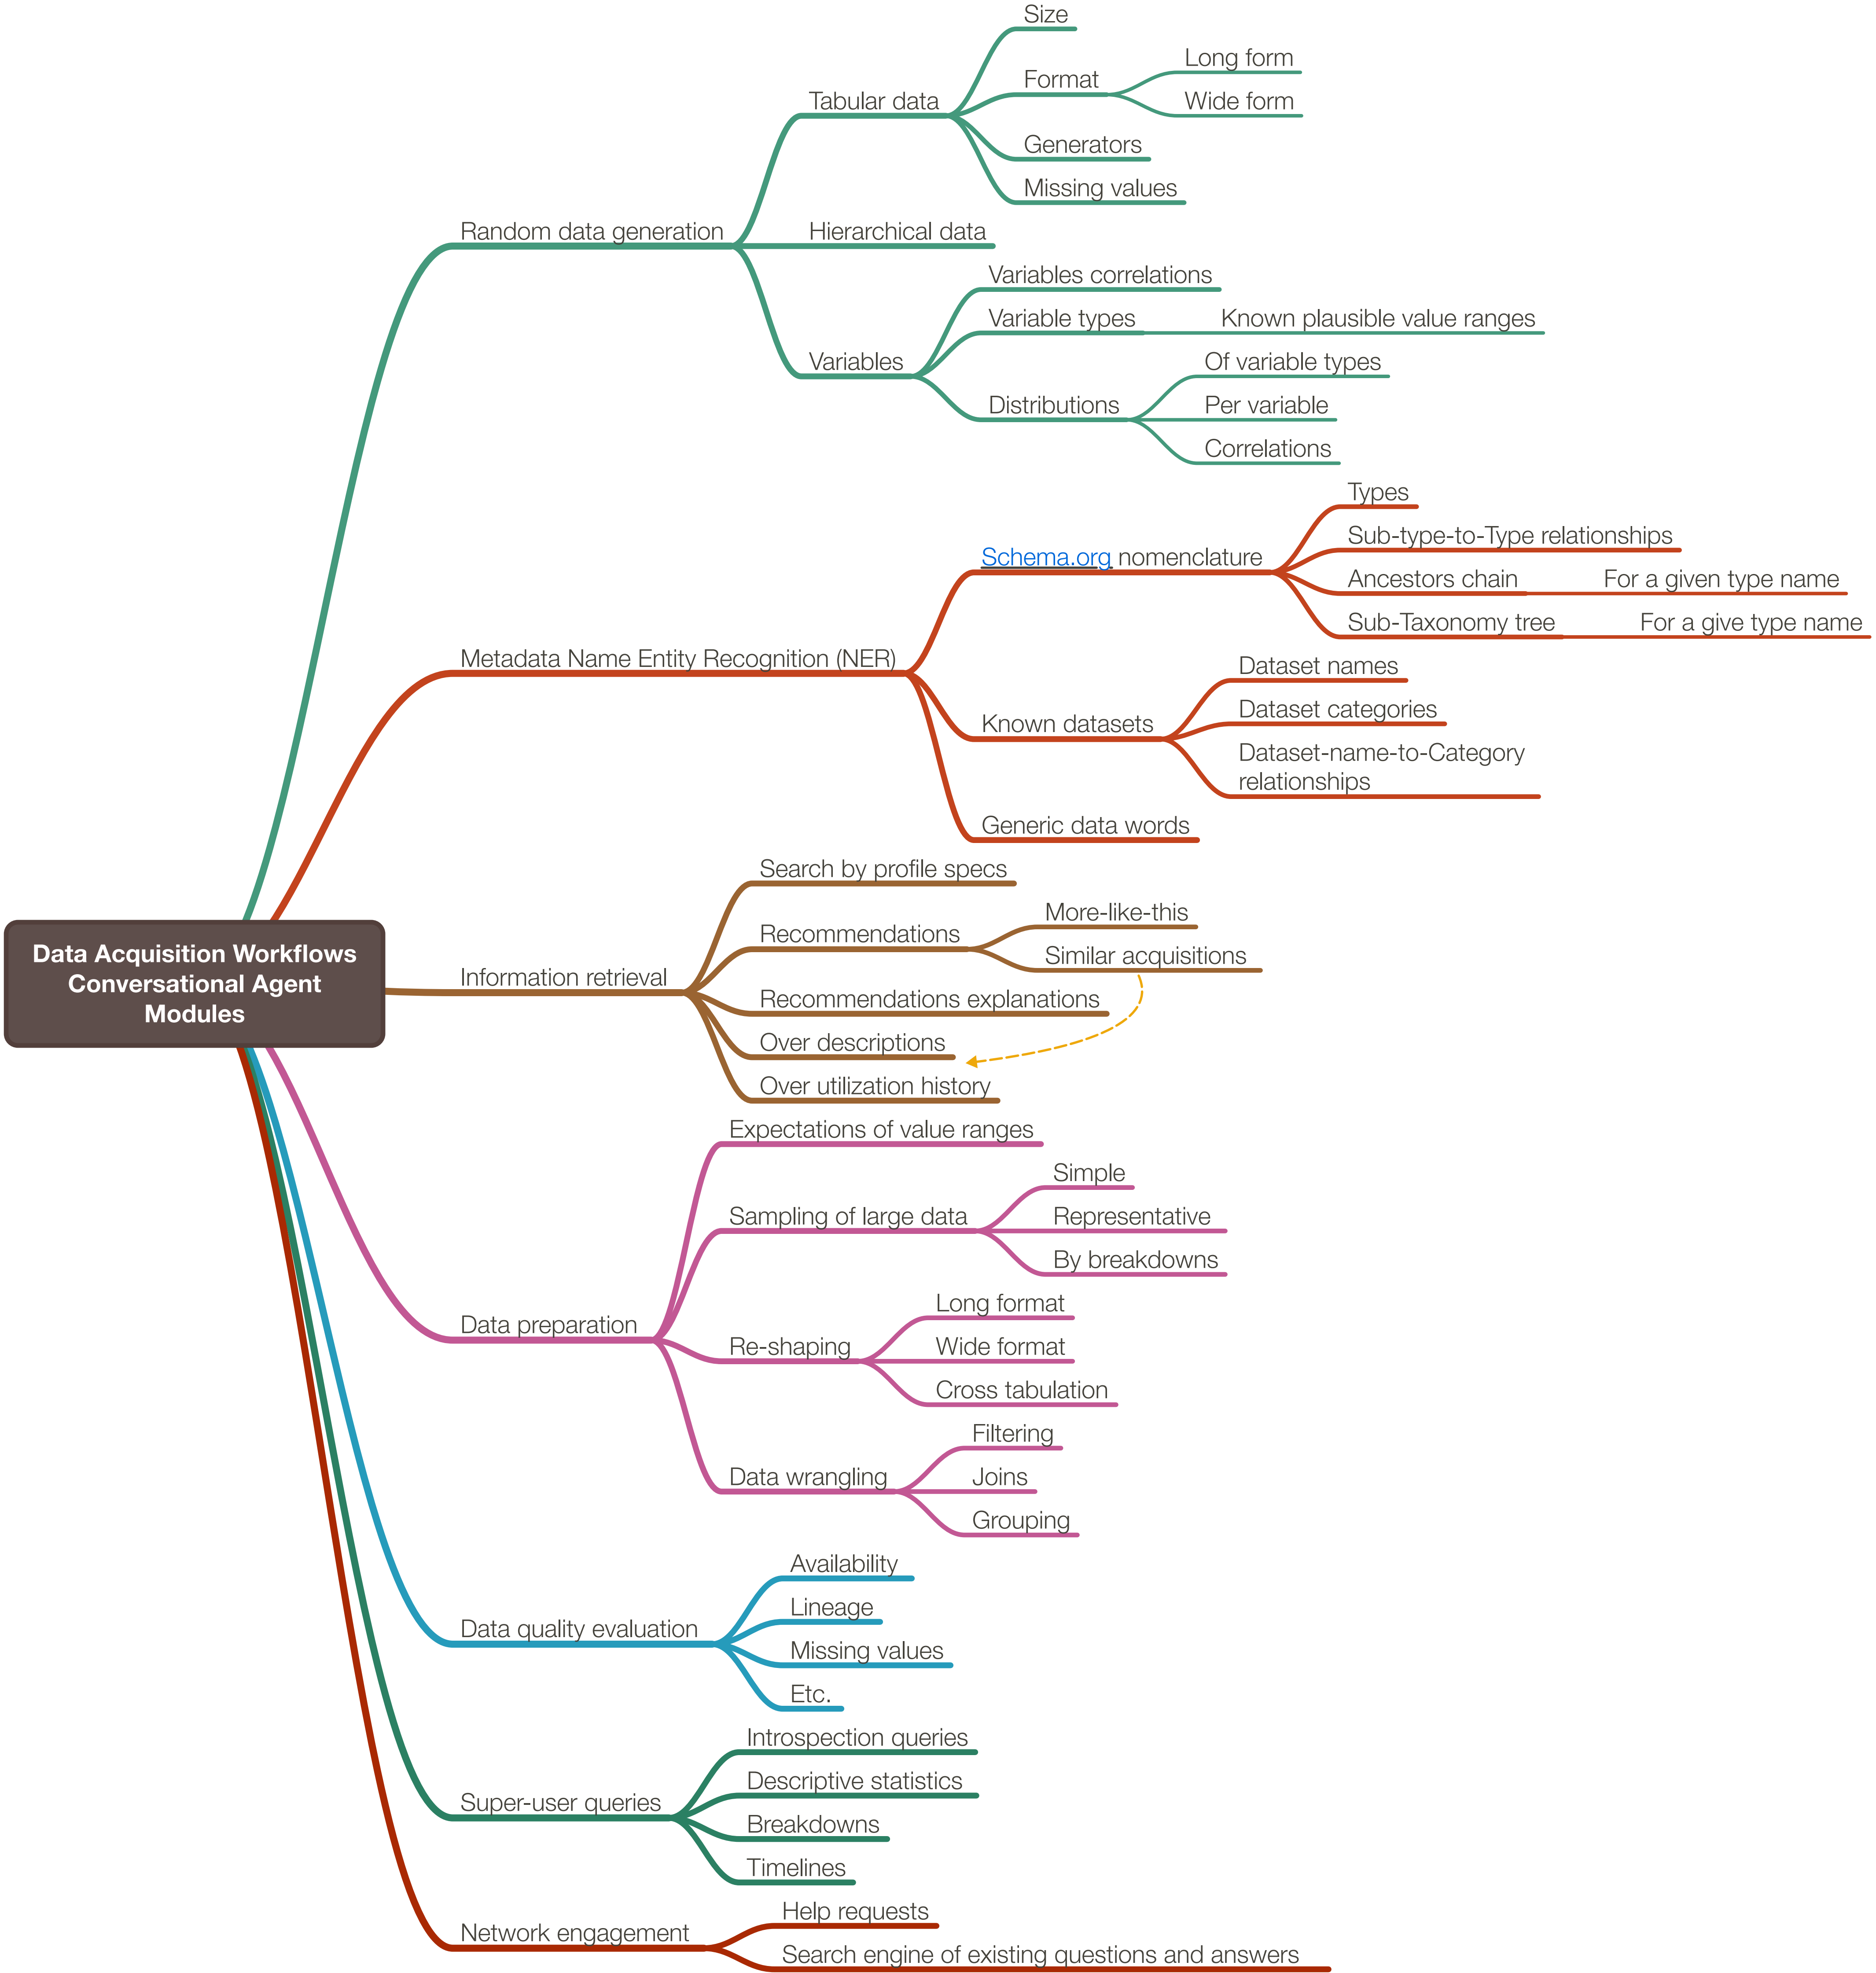 Size
Long form
Format
Wide form
Tabular data
Generators
Missing values
Random data generation
Hierarchical data
Variables correlations
Variable types
Known plausible value ranges
Variables
Of variable types
Distributions
Per variable
Correlations
Types
Schema.org nomenclature
Sub-type-to-Type relationships
Ancestors chain
For a given type name
Sub-Taxonomy tree
For a give type name
Metadata Name Entity Recognition (NER)
Dataset names
Known datasets
Dataset categories
Dataset-name-to-Category
relationships
Generic data words
Search by profile specs
More-like-this
Recommendations
Similar acquisitions
Data Acquisition Workflows
Conversational Agent
Modules
Information retrieval
Recommendations explanations
Over descriptions
Over utilization history
Expectations of value ranges
Simple
Sampling of large data
Representative
By breakdowns
Data preparation
Long format
Re-shaping
Wide format
Cross tabulation
Filtering
Data wrangling
Joins
Grouping
Availability
Lineage
Data quality evaluation
Missing values
Etc.
Introspection queries
Descriptive statistics
Super-user queries
Breakdowns
Timelines
Help requests
Network engagement
Search engine of existing questions and answers